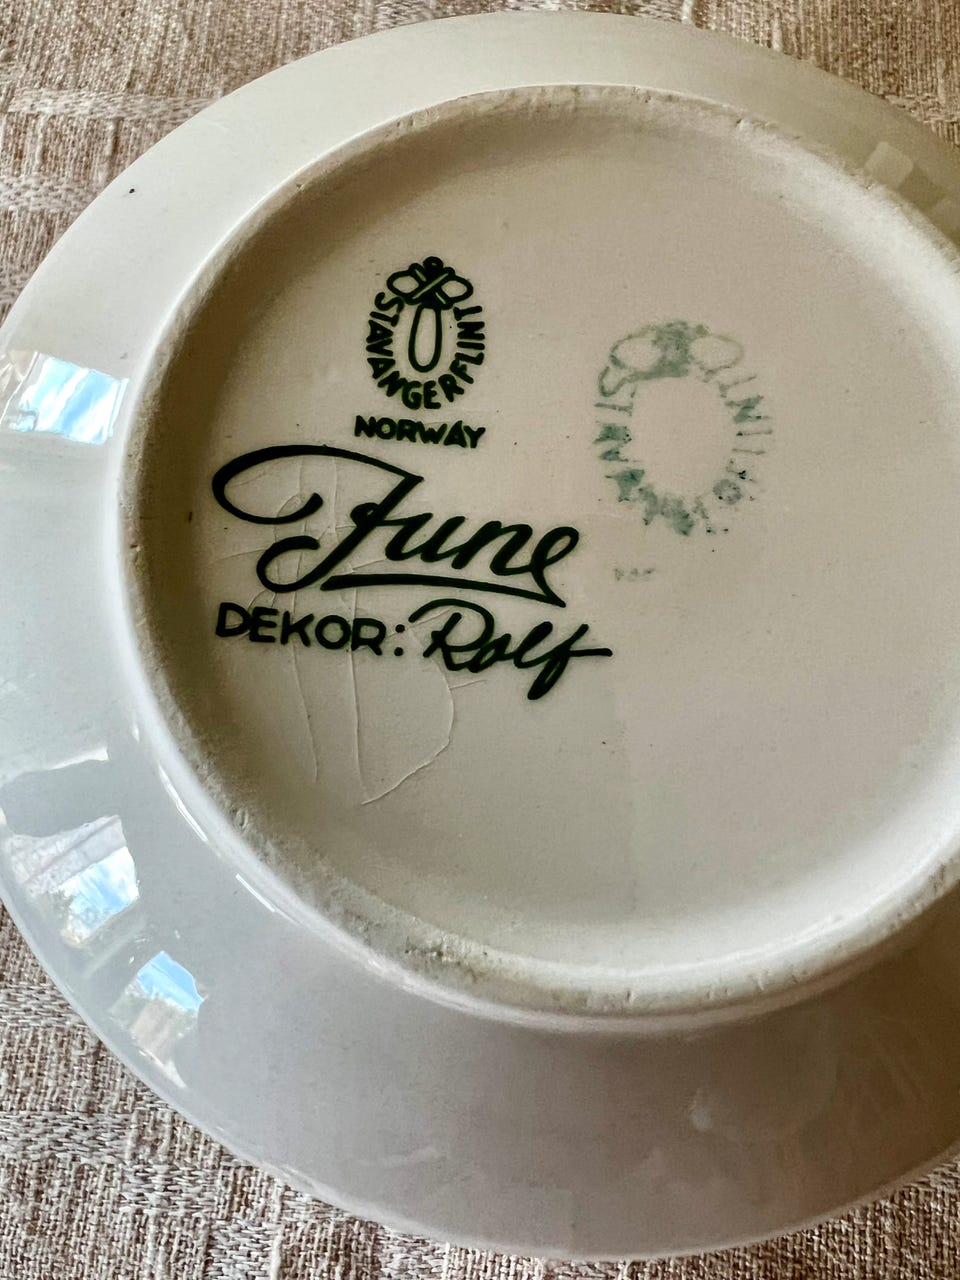 STAVANGERFLINT
NORWAY
June
DEKOR: Rolf